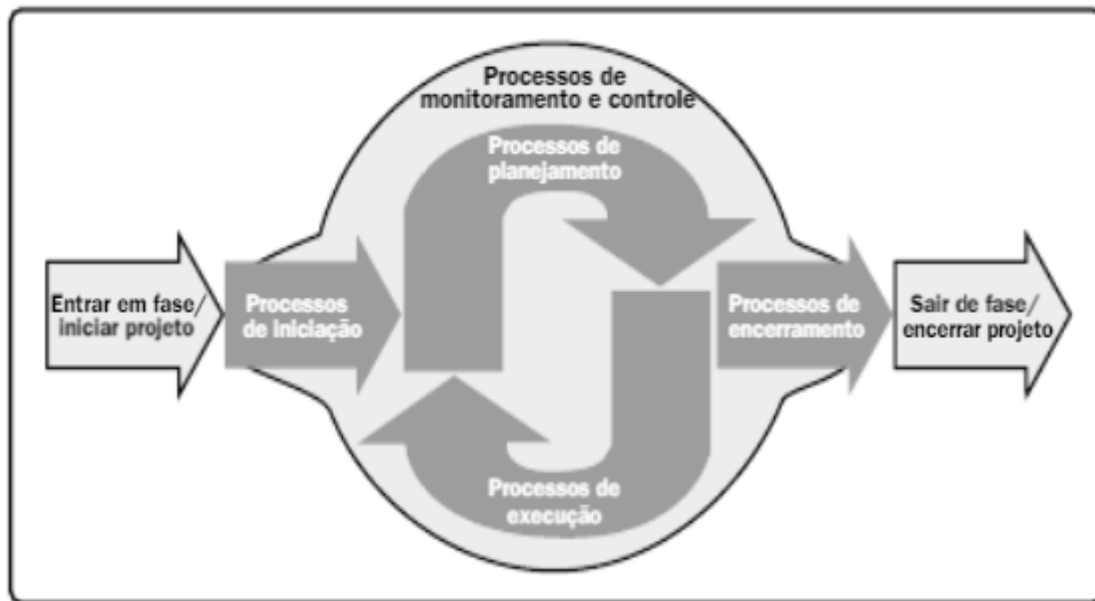 Processos de
monitoramento e controle
Processos de
planejamento
Entrar em fase/
iniciar projeto
Processos
de iniciação
Processos de
encerramento
Sair de fase/
encerrar projeto
Processos de
execução